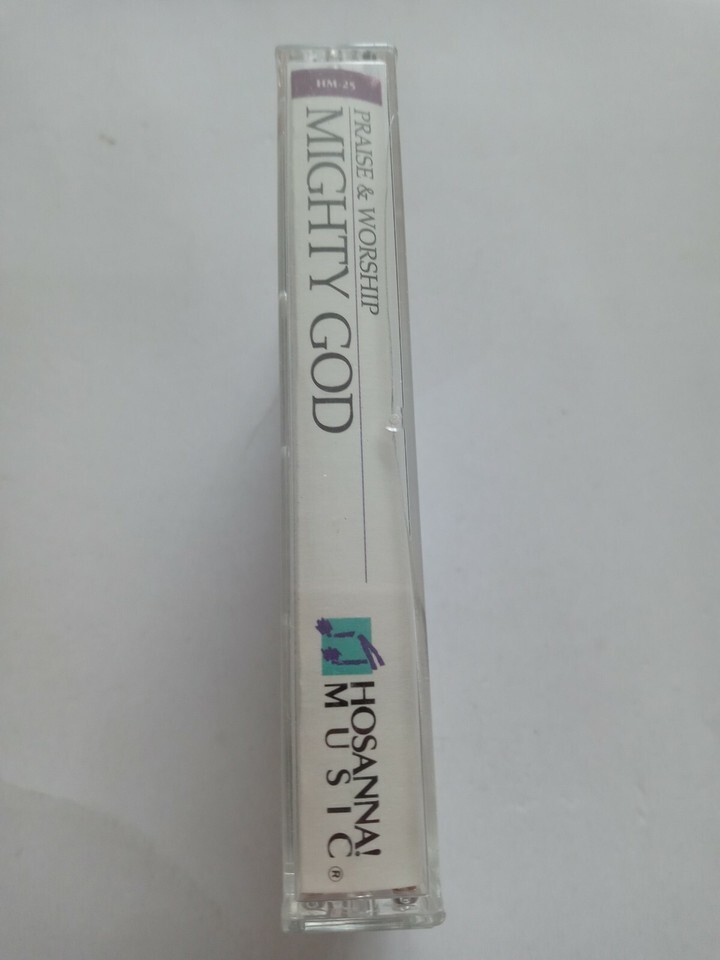 HM-25
PRAISE & WORSHIP
MIGHTY GOD
HOSANNA!
MUSIC®